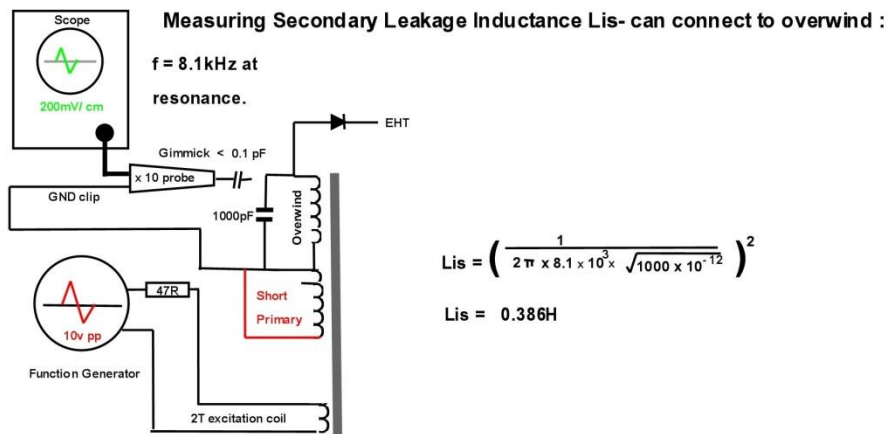 Measuring Secondary Leakage Inductance Lis- can connect to overwind :
Scope
200mV/ cm
f = 8.1kHz at
resonance.
EHT
Gimmick < 0.1 pF
x 10 probe
GND clip
1000pF
Overwind
47R
Short
Primary
10v pp
Function Generator
2T excitation coil
Lis = ( 1 / 2 π x 8.1 x 10³ x √1000 x 10⁻¹² )²
Lis = 0.386H